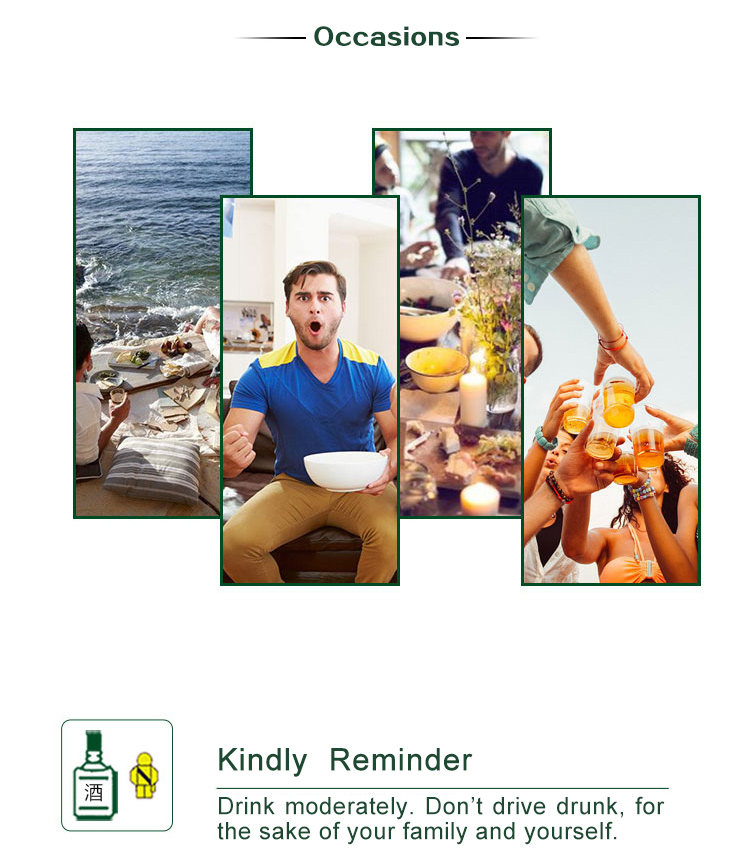 Occasions
酒
Kindly Reminder
Drink moderately. Don’t drive drunk, for
the sake of your family and yourself.